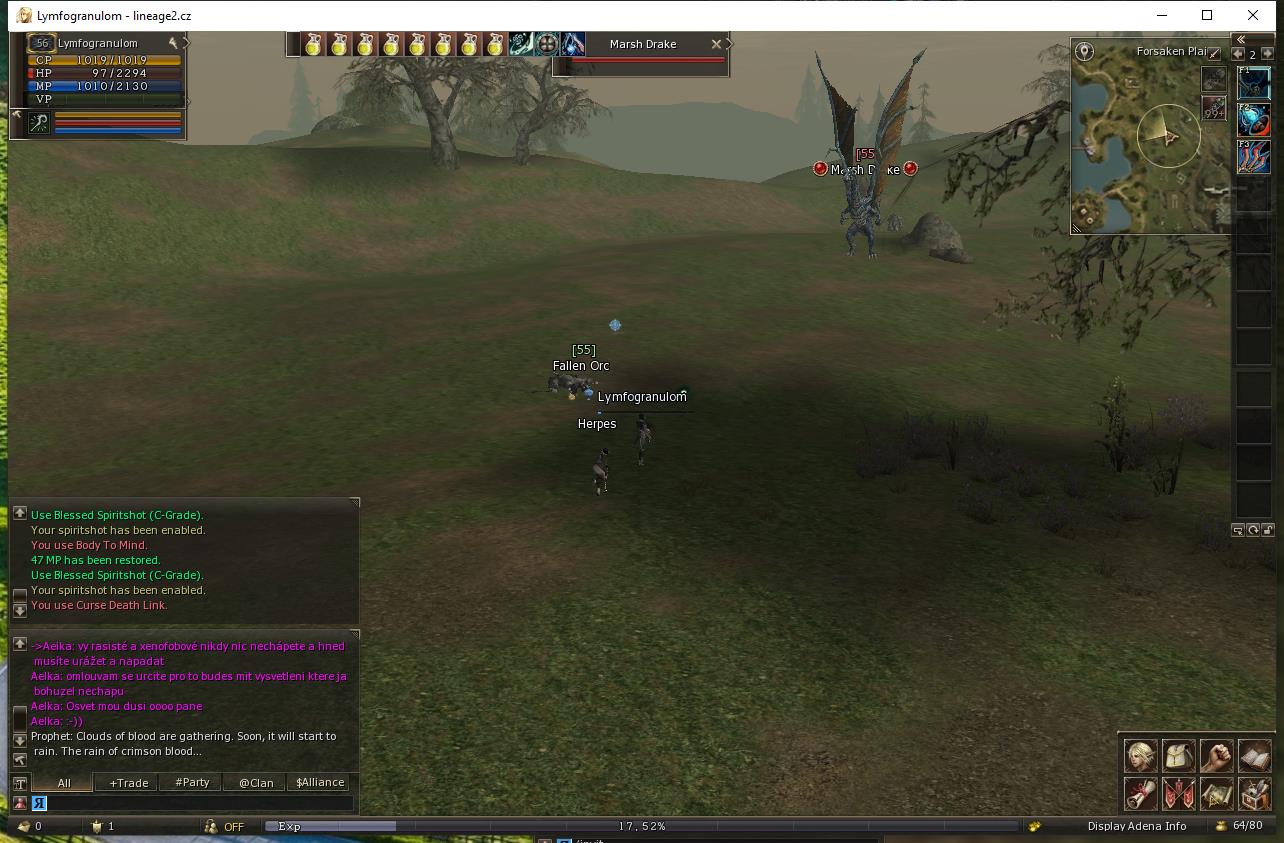 Lymfogranulom - lineage2.cz
56 Lymfogranulom
CP 1019/1019
HP 97/2294
MP 1010/2130
VP
Marsh Drake
Forsaken Plai
2
F1
F2
F3
99+
[55
Marsh D ke
[55]
Fallen Orc
Lymfogranulom
Herpes
Use Blessed Spiritshot (C-Grade).
Your spiritshot has been enabled.
You use Body To Mind.
47 MP has been restored.
Use Blessed Spiritshot (C-Grade).
Your spiritshot has been enabled.
You use Curse Death Link.
->Aelka: vy rasisté a xenofobové nikdy nic nechápete a hned
musíte urážet a napadat
Aelka: omlouvam se urcite pro to budes mit vysvetleni ktere ja
bohuzel nechapu
Aelka: Osvet mou dusi oooo pane
Aelka: :-))
Prophet: Clouds of blood are gathering. Soon, it will start to
rain. The rain of crimson blood...
All +Trade #Party @Clan $Alliance
Я
0 1 OFF Exp 17,52% Display Adena Info 64/80